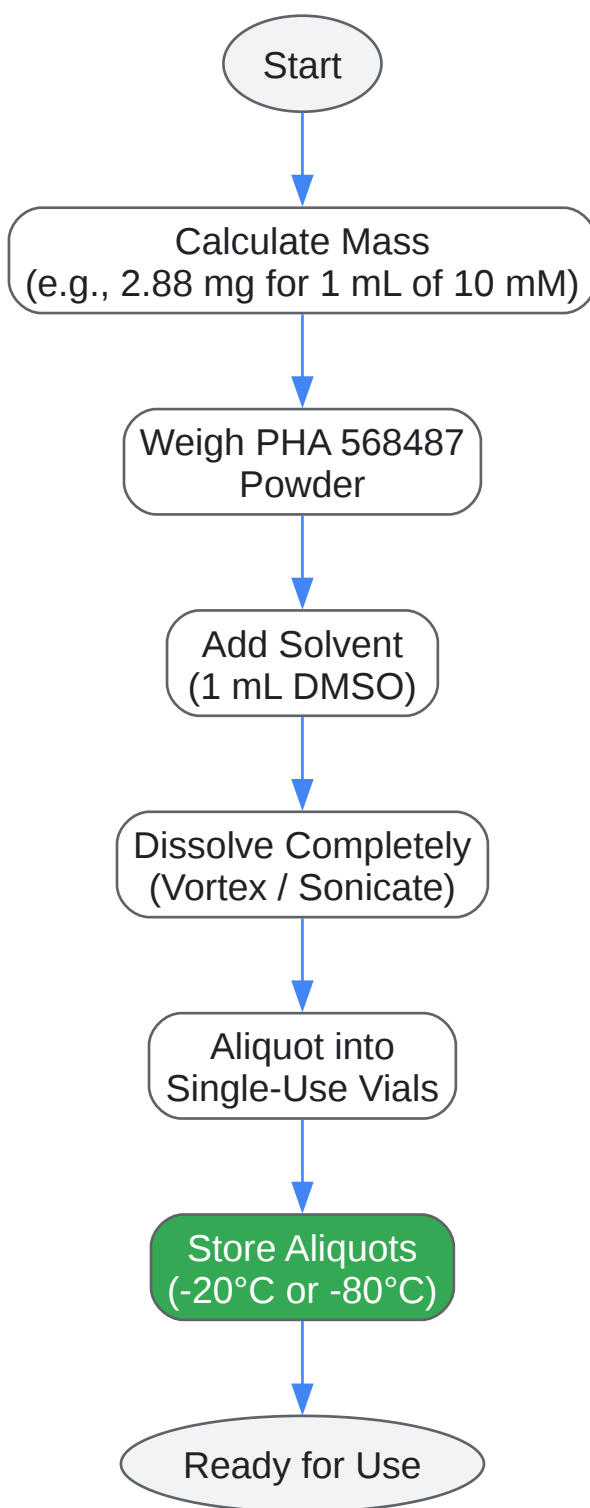 Start
Calculate Mass
(e.g., 2.88 mg for 1 mL of 10 mM)
Weigh PHA 568487
Powder
Add Solvent
(1 mL DMSO)
Dissolve Completely
(Vortex / Sonicate)
Aliquot into
Single-Use Vials
Store Aliquots
(-20°C or -80°C)
Ready for Use